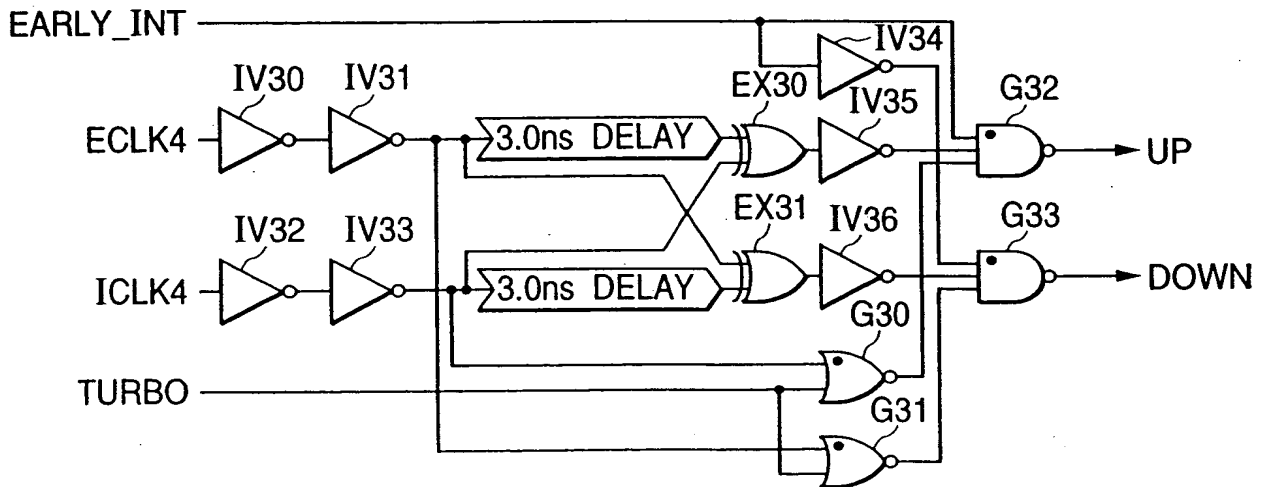 EARLY_INT
IV34
IV30
IV31
EX30
IV35
G32
ECLK4
3.0ns DELAY
UP
IV32
IV33
EX31
IV36
G33
ICLK4
3.0ns DELAY
DOWN
G30
TURBO
G31